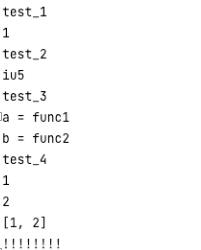 test_1
1
test_2
iu5
test_3
a = func1
b = func2
test_4
1
2
[1, 2]
!!!!!!!!